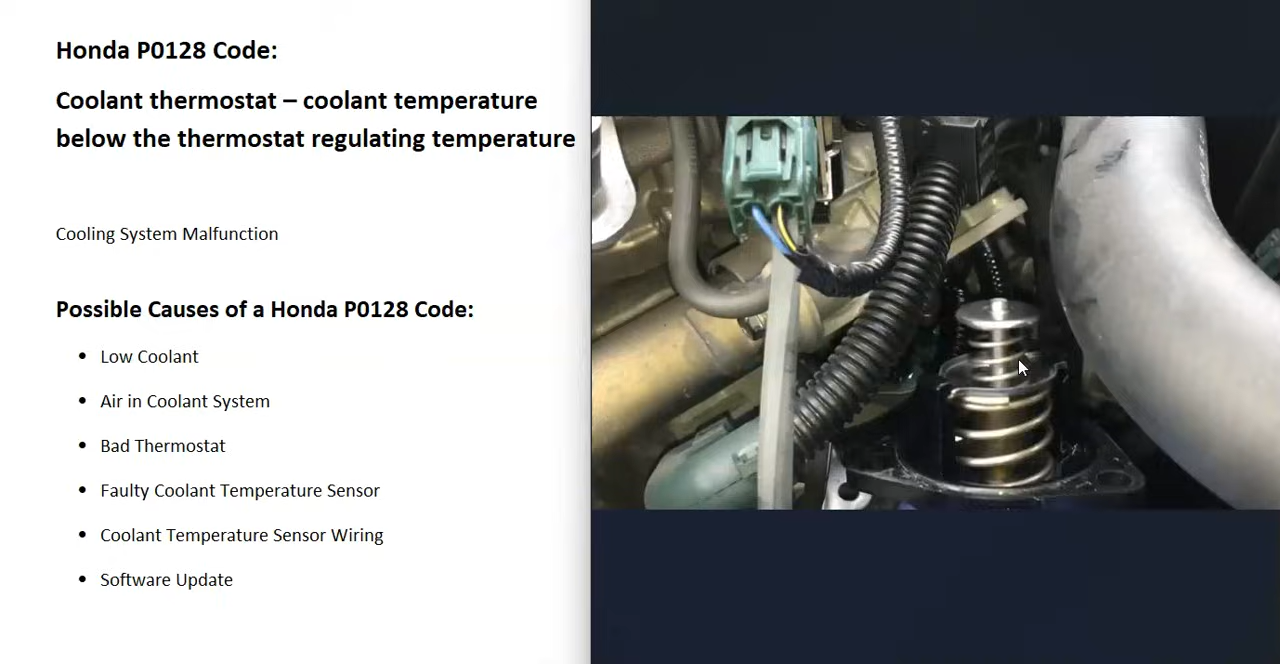 Honda P0128 Code:
Coolant thermostat – coolant temperature
below the thermostat regulating temperature
Cooling System Malfunction
Possible Causes of a Honda P0128 Code:
• Low Coolant
• Air in Coolant System
• Bad Thermostat
• Faulty Coolant Temperature Sensor
• Coolant Temperature Sensor Wiring
• Software Update